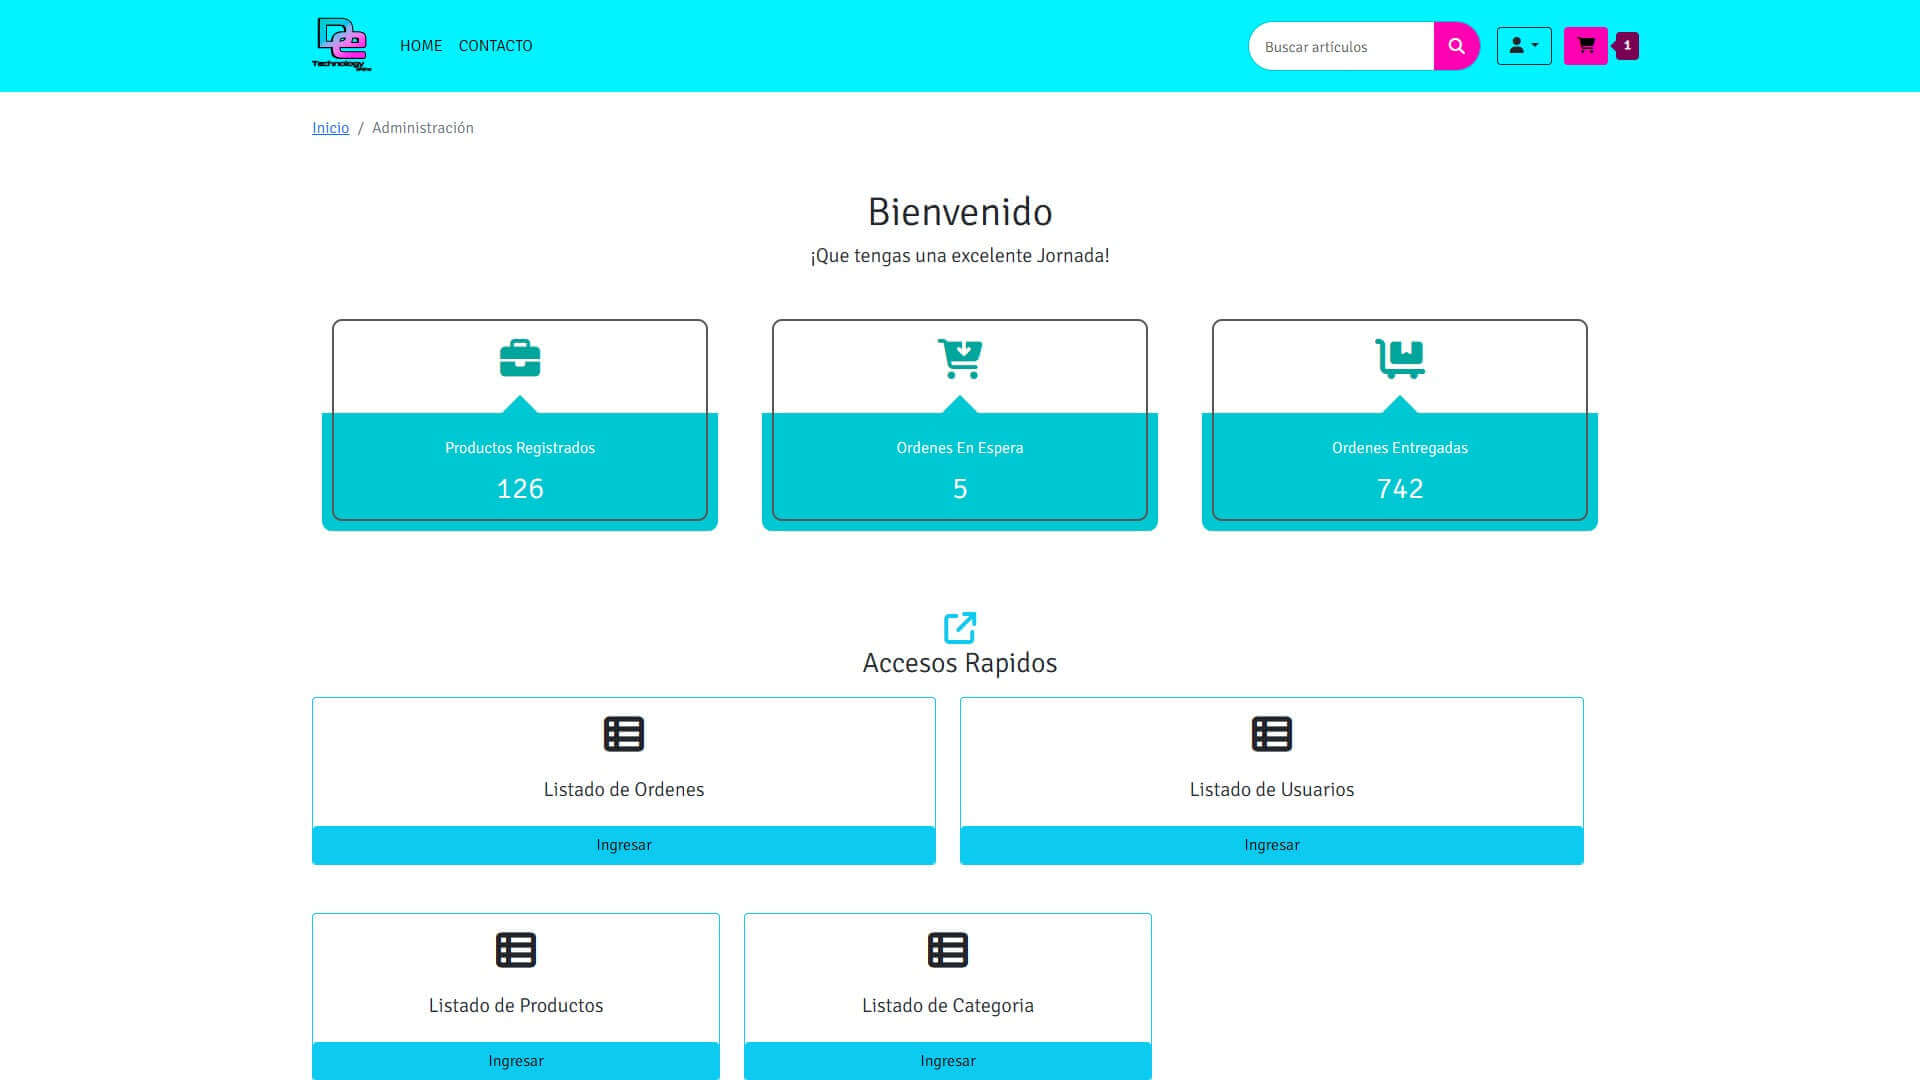 Technology
HOME
CONTACTO
Buscar artículos
1
Inicio / Administración
Bienvenido
¡Que tengas una excelente Jornada!
Productos Registrados
126
Ordenes En Espera
5
Ordenes Entregadas
742
Accesos Rapidos
Listado de Ordenes
Ingresar
Listado de Usuarios
Ingresar
Listado de Productos
Ingresar
Listado de Categoria
Ingresar